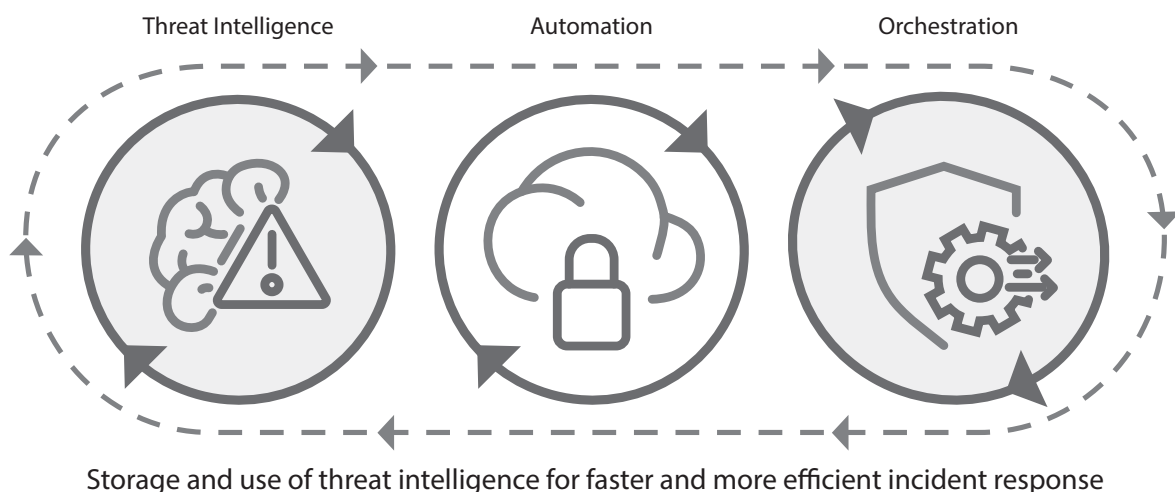 Threat Intelligence
Automation
Orchestration
Storage and use of threat intelligence for faster and more efficient incident response